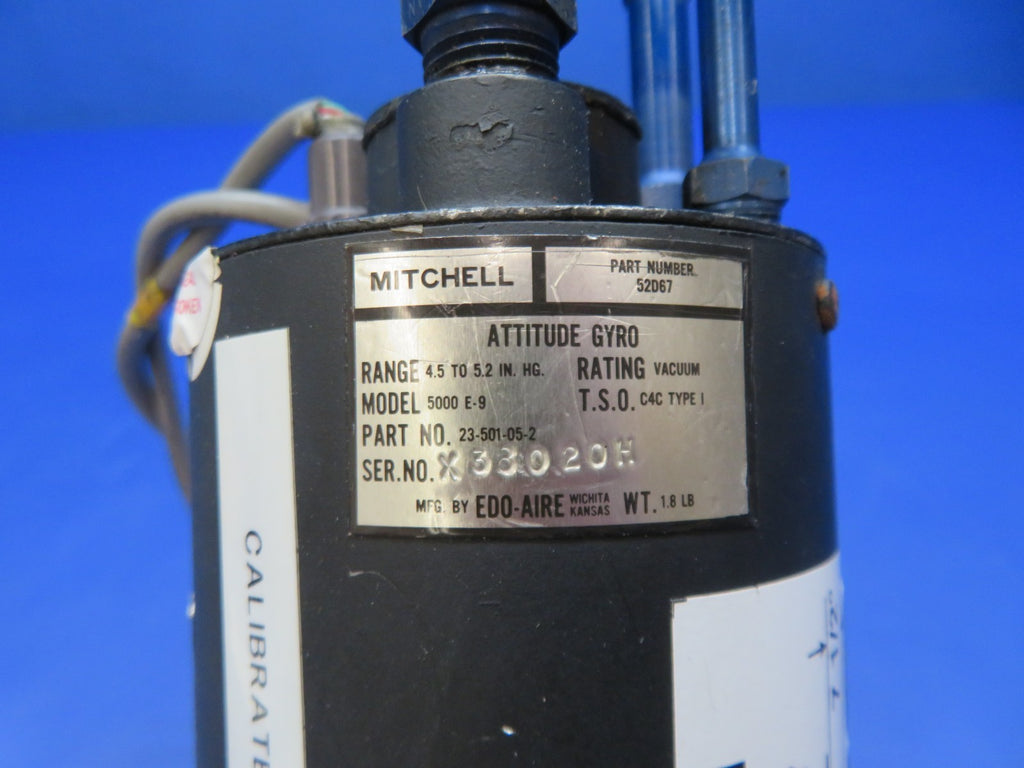 MITCHELL
PART NUMBER
52D67
ATTITUDE GYRO
RANGE 4.5 TO 5.2 IN. HG. RATING VACUUM
MODEL 5000 E-9 T.S.O. C4C TYPE I
PART NO. 23-501-05-2
SER.NO. X33020H
MFG. BY EDO-AIRE WICHITA KANSAS WT. 1.8 LB
CALIBRATE